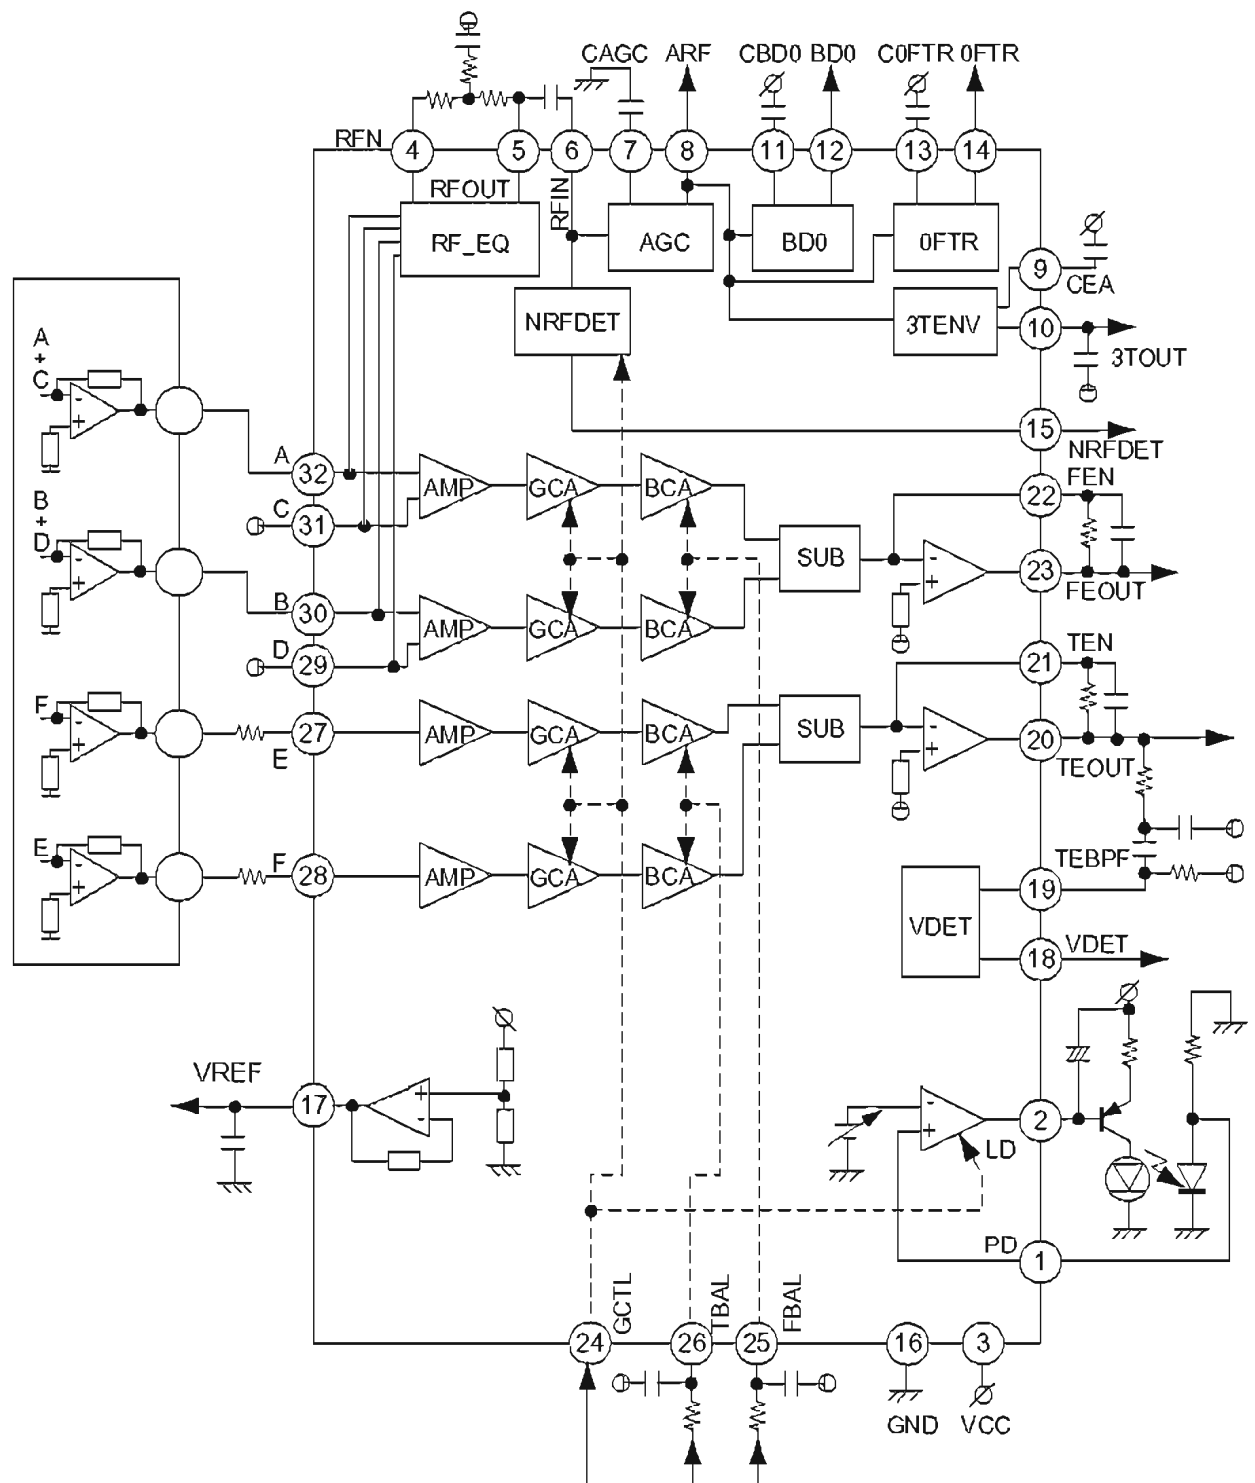 CAGC ARF CBD0 BD0 C0FTR 0FTR
RFN 4 5 6 7 8 11 12 13 14
RFOUT RFIN
RF_EQ AGC BD0 0FTR
9
CEA
NRFDET 3TENV 10
3TOUT
A
+
C
15
NRFDET
A
32 AMP GCA BCA
FEN
22
C
31
B
+
D
SUB
23
FEOUT
B
30 AMP GCA BCA
D
29
TEN
21
F
27 AMP GCA BCA SUB
20
E
TEOUT
E
F
28 AMP GCA BCA
TEBPF
19
VDET
VDET
18
VREF
17
2
LD
PD
1
GCTL TBAL FBAL
24 26 25 16 3
GND VCC
- + - + - + - +
- +
- +
+ -
- +